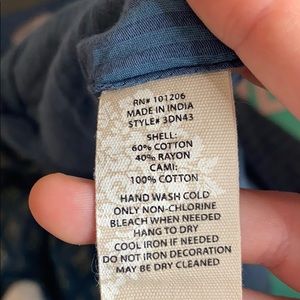 RN# 101206
MADE IN INDIA
STYLE# 3DN43
SHELL:
60% COTTON
40% RAYON
CAMI:
100% COTTON
HAND WASH COLD
ONLY NON-CHLORINE
BLEACH WHEN NEEDED
HANG TO DRY
COOL IRON IF NEEDED
DO NOT IRON DECORATION
MAY BE DRY CLEANED